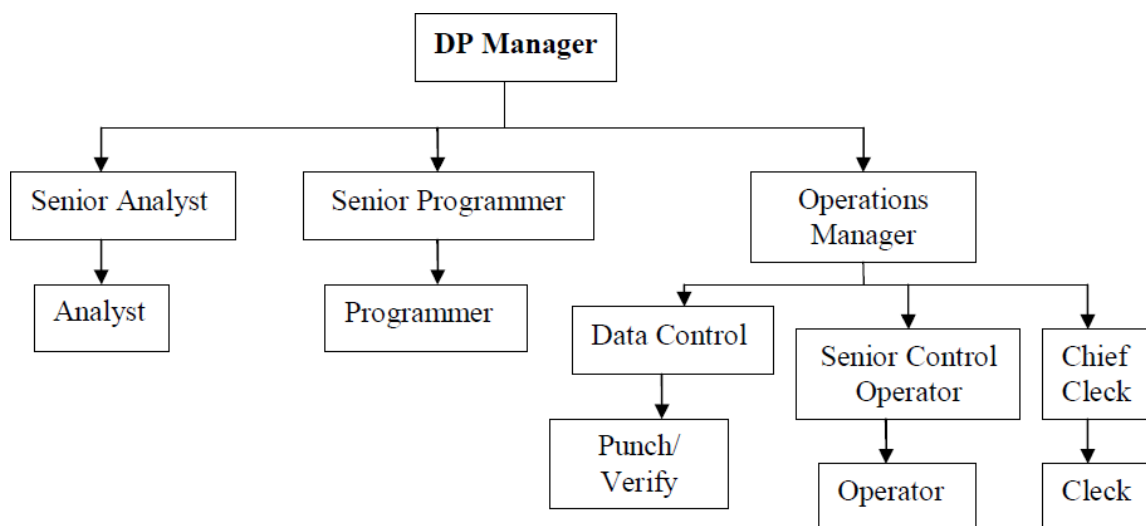 DP Manager
Senior Analyst
Senior Programmer
Operations
Manager
Analyst
Programmer
Data Control
Senior Control
Operator
Chief
Cleck
Punch/
Verify
Operator
Cleck